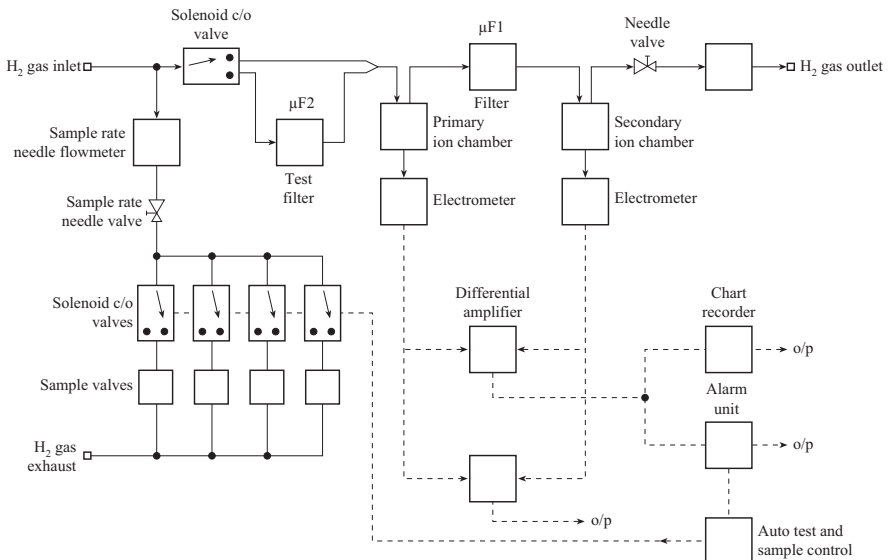 Solenoid c/o
valve
H₂ gas inlet
µF2
Test
filter
µF1
Filter
Needle
valve
H₂ gas outlet
Sample rate
needle flowmeter
Primary
ion chamber
Secondary
ion chamber
Electrometer
Electrometer
Sample rate
needle valve
Solenoid c/o
valves
Sample valves
H₂ gas
exhaust
Differential
amplifier
Chart
recorder
o/p
Alarm
unit
o/p
o/p
Auto test and
sample control